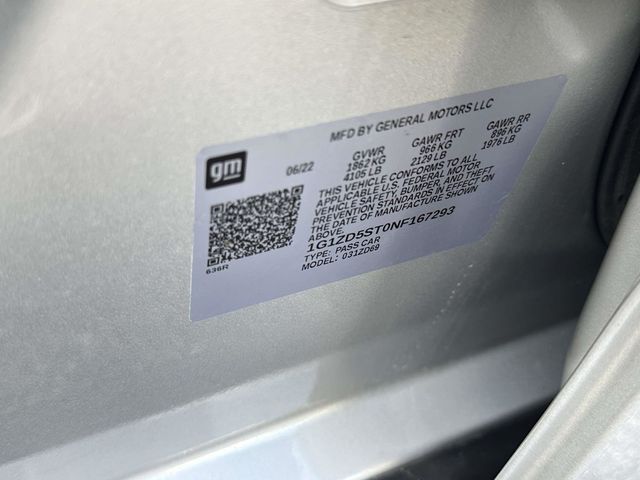 MFD BY GENERAL MOTORS LLC
gm
06/22
GVWR
1862 KG
4105 LB
GAWR FRT
966 KG
2129 LB
GAWR RR
896 KG
1976 LB
THIS VEHICLE CONFORMS TO ALL
APPLICABLE U.S. FEDERAL MOTOR
VEHICLE SAFETY, BUMPER, AND THEFT
PREVENTION STANDARDS IN EFFECT ON
THE DATE OF MANUFACTURE SHOWN
ABOVE.
1G1ZD5ST0NF167293
TYPE: PASS CAR
MODEL: 031ZD69
636R